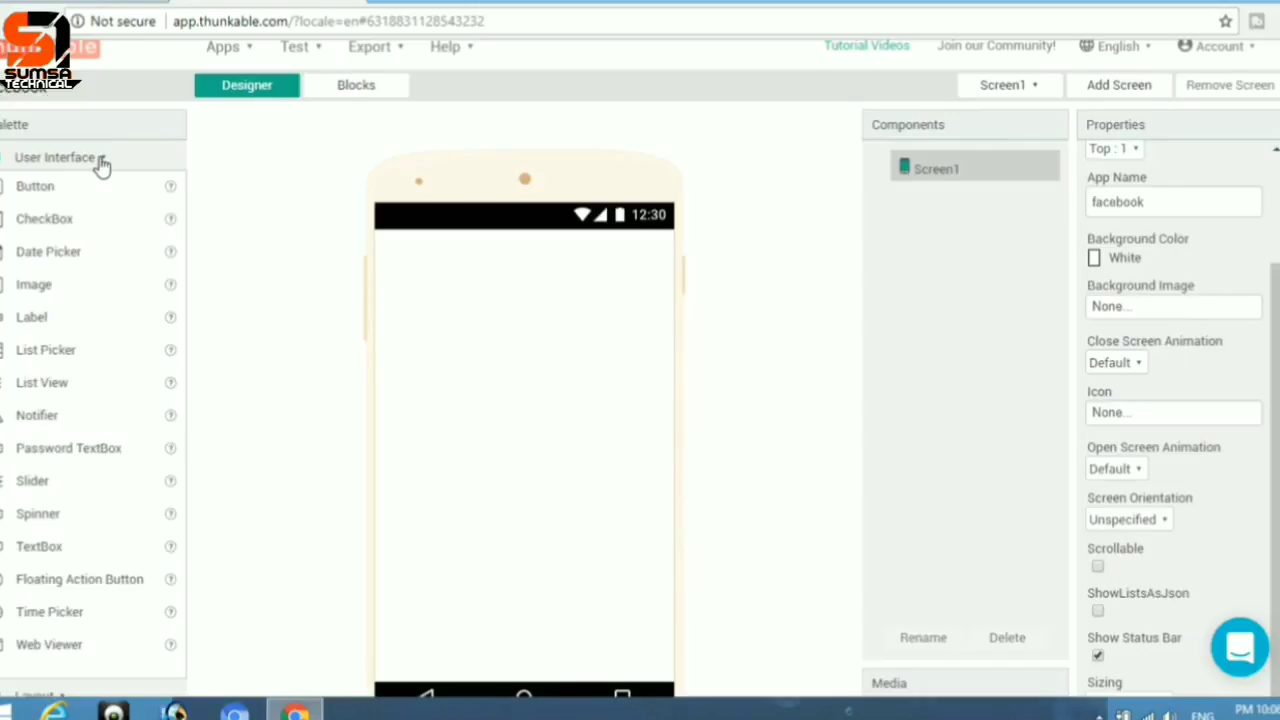 Not secure | app.thunkable.com/?locale=en#6318831128543232
SUMSA
TECHNICAL
Apps Test Export Help Tutorial Videos Join our Community! English Account
Designer Blocks Screen1 Add Screen Remove Screen
alette
Components
Properties
User Interface
Button
CheckBox
Date Picker
Image
Label
List Picker
List View
Notifier
Password TextBox
Slider
Spinner
TextBox
Floating Action Button
Time Picker
Web Viewer
12:30
Screen1
Rename Delete
Media
Top : 1
App Name
facebook
Background Color
White
Background Image
None...
Close Screen Animation
Default
Icon
None...
Open Screen Animation
Default
Screen Orientation
Unspecified
Scrollable
ShowListsAsJson
Show Status Bar
Sizing
ENG
PM 10:0